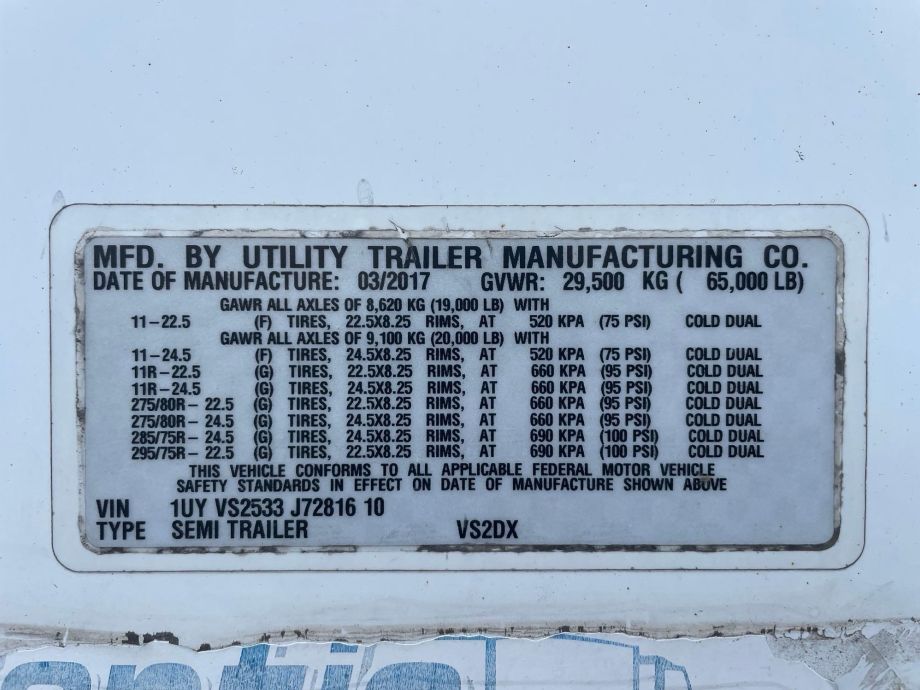 MFD. BY UTILITY TRAILER MANUFACTURING CO.
DATE OF MANUFACTURE: 03/2017 GVWR: 29,500 KG ( 65,000 LB)
GAWR ALL AXLES OF 8,620 KG (19,000 LB) WITH
11-22.5 (F) TIRES, 22.5X8.25 RIMS, AT 520 KPA (75 PSI) COLD DUAL
GAWR ALL AXLES OF 9,100 KG (20,000 LB) WITH
11-24.5 (F) TIRES, 24.5X8.25 RIMS, AT 520 KPA (75 PSI) COLD DUAL
11R-22.5 (G) TIRES, 22.5X8.25 RIMS, AT 660 KPA (95 PSI) COLD DUAL
11R-24.5 (G) TIRES, 24.5X8.25 RIMS, AT 660 KPA (95 PSI) COLD DUAL
275/80R-22.5 (G) TIRES, 22.5X8.25 RIMS, AT 660 KPA (95 PSI) COLD DUAL
275/80R-24.5 (G) TIRES, 24.5X8.25 RIMS, AT 660 KPA (95 PSI) COLD DUAL
285/75R-24.5 (G) TIRES, 24.5X8.25 RIMS, AT 690 KPA (100 PSI) COLD DUAL
295/75R-22.5 (G) TIRES, 22.5X8.25 RIMS, AT 690 KPA (100 PSI) COLD DUAL
THIS VEHICLE CONFORMS TO ALL APPLICABLE FEDERAL MOTOR VEHICLE
SAFETY STANDARDS IN EFFECT ON DATE OF MANUFACTURE SHOWN ABOVE
VIN 1UY VS2533 J72816 10
TYPE SEMI TRAILER VS2DX